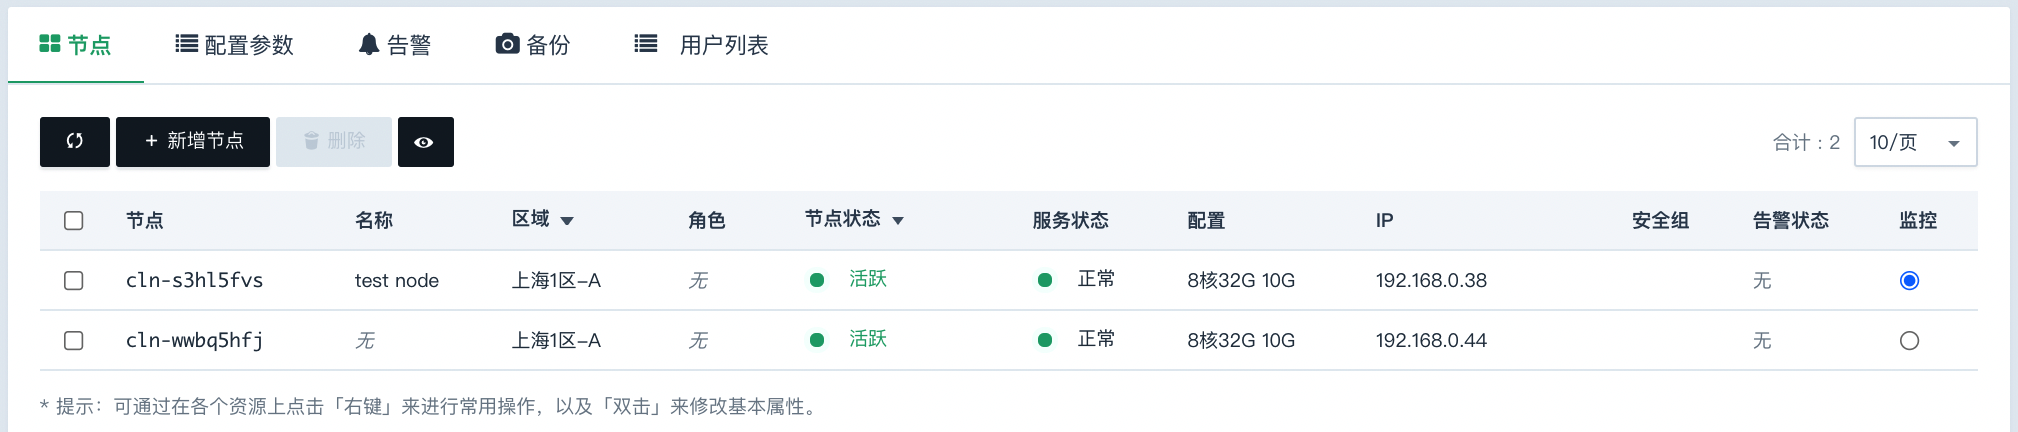 节点 配置参数 告警 备份 用户列表
+ 新增节点 删除 合计：2 10/页
节点 名称 区域 角色 节点状态 服务状态 配置 IP 安全组 告警状态 监控
cln-s3hl5fvs test node 上海1区-A 无 活跃 正常 8核32G 10G 192.168.0.38 无
cln-wwbq5hfj 无 上海1区-A 无 活跃 正常 8核32G 10G 192.168.0.44 无
* 提示：可通过在各个资源上点击「右键」来进行常用操作，以及「双击」来修改基本属性。